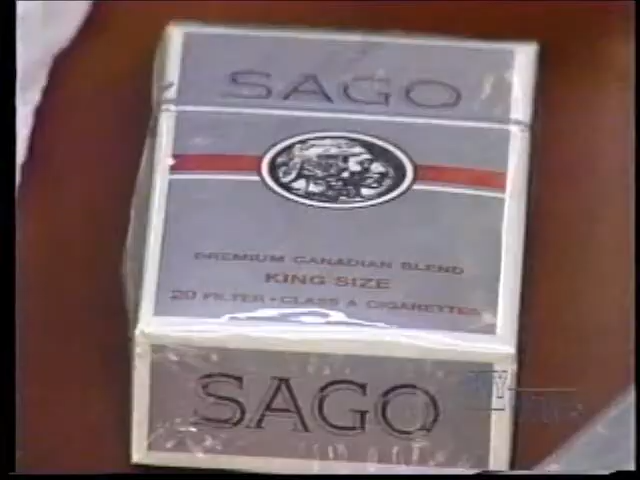 SAGO
PREMIUM CANADIAN BLEND
KING SIZE
20 FILTER • CLASS A CIGARETTES
SAGO